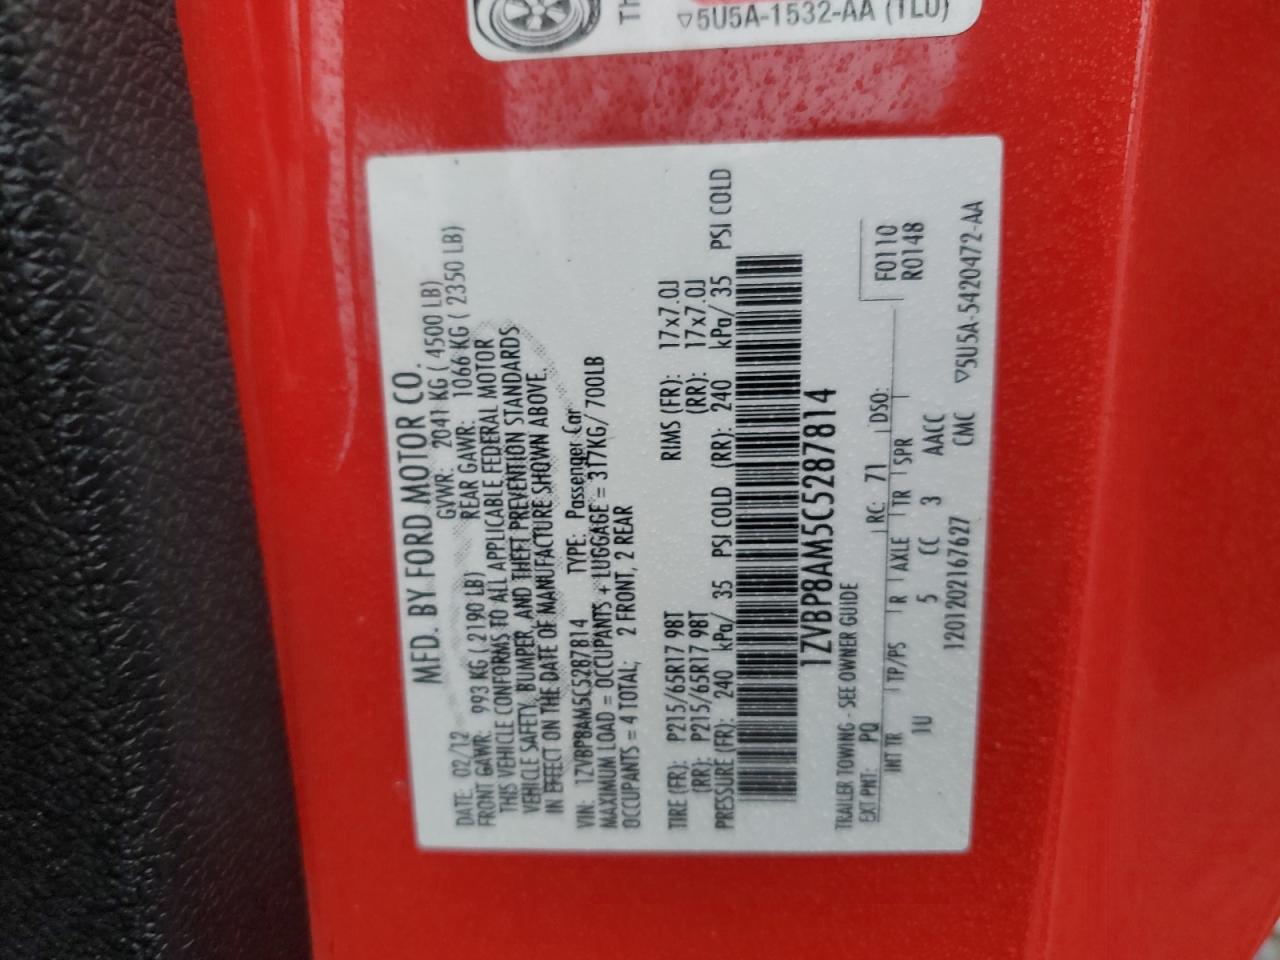 Th
▽5U5A-1532-AA (TLU)
MFD. BY FORD MOTOR CO.
DATE: 02/12 GVWR: 2041 KG ( 4500 LB)
FRONT GAWR: 993 KG ( 2190 LB) REAR GAWR: 1066 KG ( 2350 LB)
THIS VEHICLE CONFORMS TO ALL APPLICABLE FEDERAL MOTOR
VEHICLE SAFETY, BUMPER, AND THEFT PREVENTION STANDARDS
IN EFFECT ON THE DATE OF MANUFACTURE SHOWN ABOVE.
VIN: 1ZVBP8AM5C5287814 TYPE: Passenger Car
MAXIMUM LOAD = OCCUPANTS + LUGGAGE = 317KG/ 700LB
OCCUPANTS = 4 TOTAL; 2 FRONT, 2 REAR
TIRE (FR): P215/65R17 98T RIMS (FR): 17x7.0J
(RR): P215/65R17 98T (RR): 17x7.0J
PRESSURE (FR): 240 kPa/ 35 PSI COLD (RR): 240 kPa/ 35 PSI COLD
1ZVBP8AM5C5287814
TRAILER TOWING - SEE OWNER GUIDE
EXT PNT: PQ RC: 71 DSO: F0110
INT TR TP/PS R AXLE TR SPR R0148
1U 5 CC 3 AACC
1201202167627 CMC ▽5U5A-5420472-AA